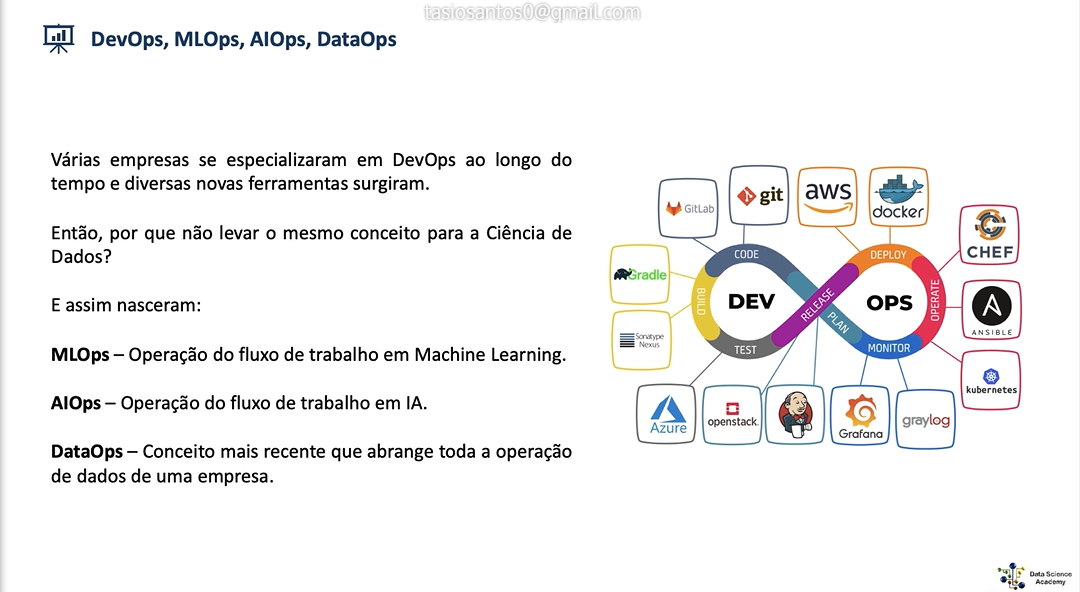 tasiosantos0@gmail.com
DevOps, MLOps, AIOps, DataOps
Várias empresas se especializaram em DevOps ao longo do
tempo e diversas novas ferramentas surgiram.
Então, por que não levar o mesmo conceito para a Ciência de
Dados?
E assim nasceram:
MLOps – Operação do fluxo de trabalho em Machine Learning.
AIOps – Operação do fluxo de trabalho em IA.
DataOps – Conceito mais recente que abrange toda a operação
de dados de uma empresa.
GitLab
git
aws
docker
CHEF
Gradle
CODE
DEPLOY
BUILD
DEV
RELEASE
OPS
OPERATE
ANSIBLE
Sonatype
Nexus
TEST
PLAN
MONITOR
kubernetes
Azure
openstack.
Grafana
graylog
Data Science
Academy